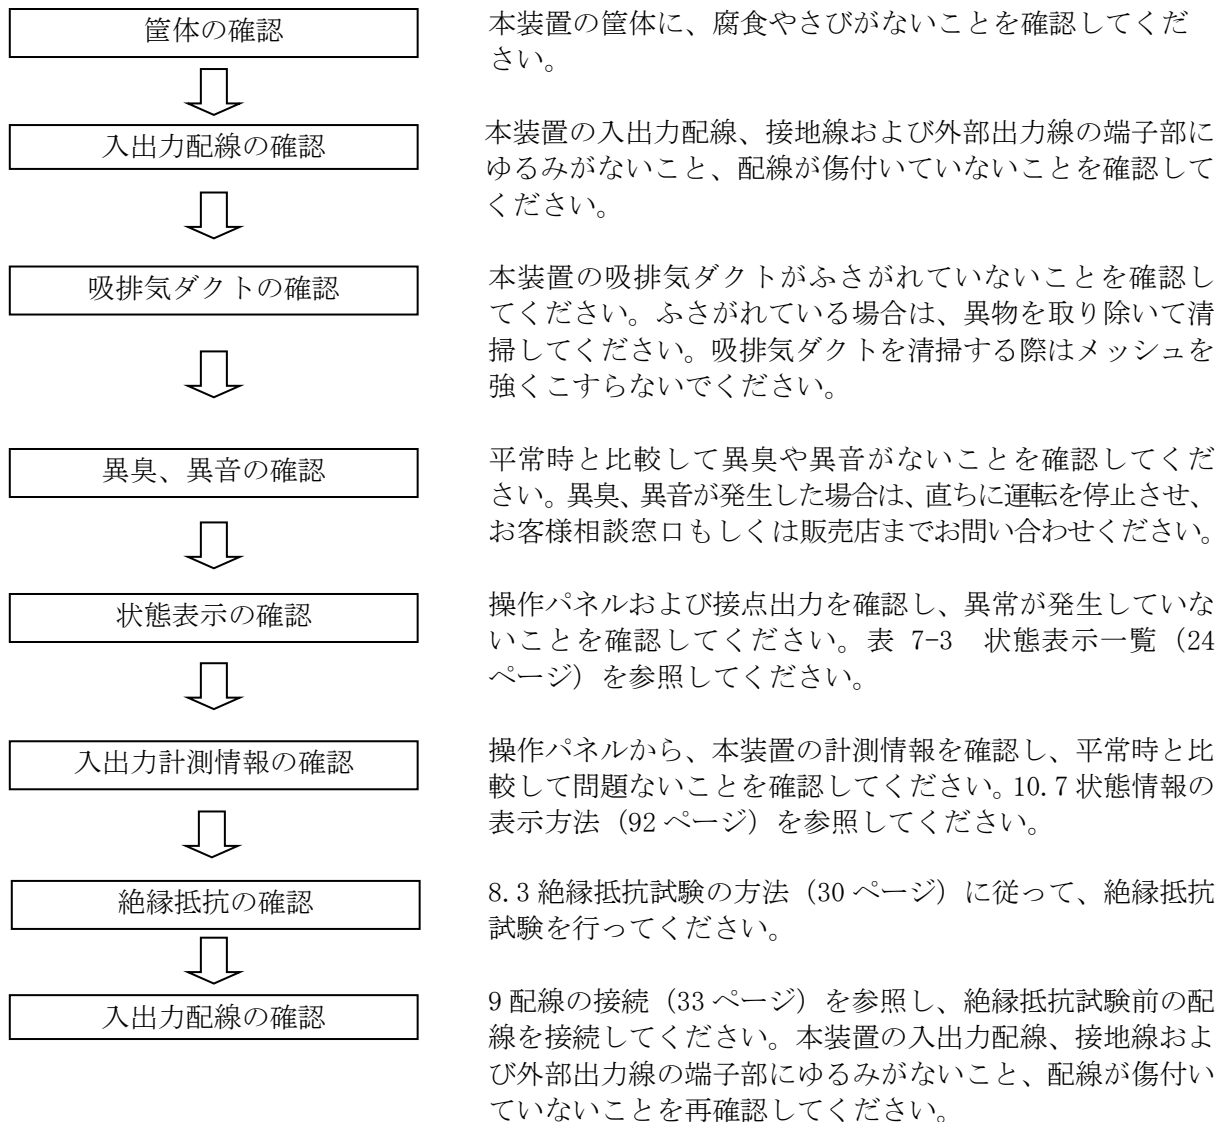 筐体の確認
本装置の筐体に、腐食やさびがないことを確認してくだ
さい。
入出力配線の確認
本装置の入出力配線、接地線および外部出力線の端子部に
ゆるみがないこと、配線が傷付いていないことを確認して
ください。
吸排気ダクトの確認
本装置の吸排気ダクトがふさがれていないことを確認し
てください。ふさがれている場合は、異物を取り除いて清
掃してください。吸排気ダクトを清掃する際はメッシュを
強くこすらないでください。
異臭、異音の確認
平常時と比較して異臭や異音がないことを確認してくだ
さい。異臭、異音が発生した場合は、直ちに運転を停止させ、
お客様相談窓口もしくは販売店までお問い合わせください。
状態表示の確認
操作パネルおよび接点出力を確認し、異常が発生していな
いことを確認してください。表 7-3　状態表示一覧（24
ページ）を参照してください。
入出力計測情報の確認
操作パネルから、本装置の計測情報を確認し、平常時と比
較して問題ないことを確認してください。10.7 状態情報の
表示方法（92 ページ）を参照してください。
絶縁抵抗の確認
8.3 絶縁抵抗試験の方法（30 ページ）に従って、絶縁抵抗
試験を行ってください。
入出力配線の確認
9 配線の接続（33 ページ）を参照し、絶縁抵抗試験前の配
線を接続してください。本装置の入出力配線、接地線およ
び外部出力線の端子部にゆるみがないこと、配線が傷付い
ていないことを再確認してください。